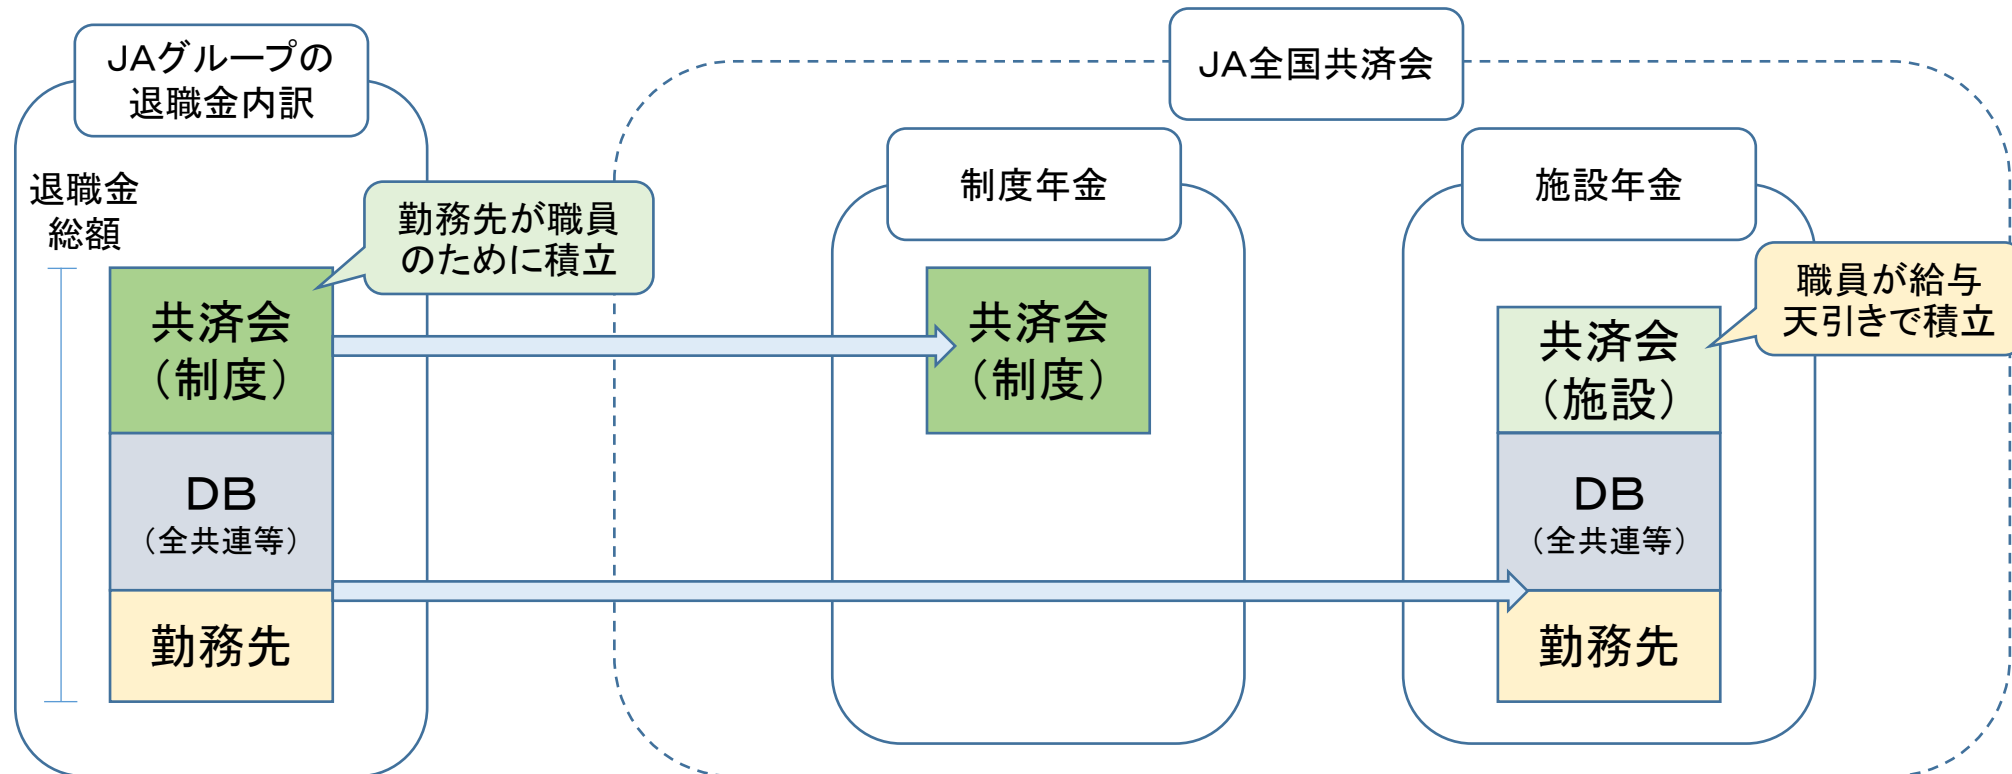 JAグループの
退職金内訳
JA全国共済会
制度年金
施設年金
退職金
総額
勤務先が職員
のために積立
職員が給与
天引きで積立
共済会
（制度）
共済会
（制度）
共済会
（施設）
DB
（全共連等）
DB
（全共連等）
勤務先
勤務先